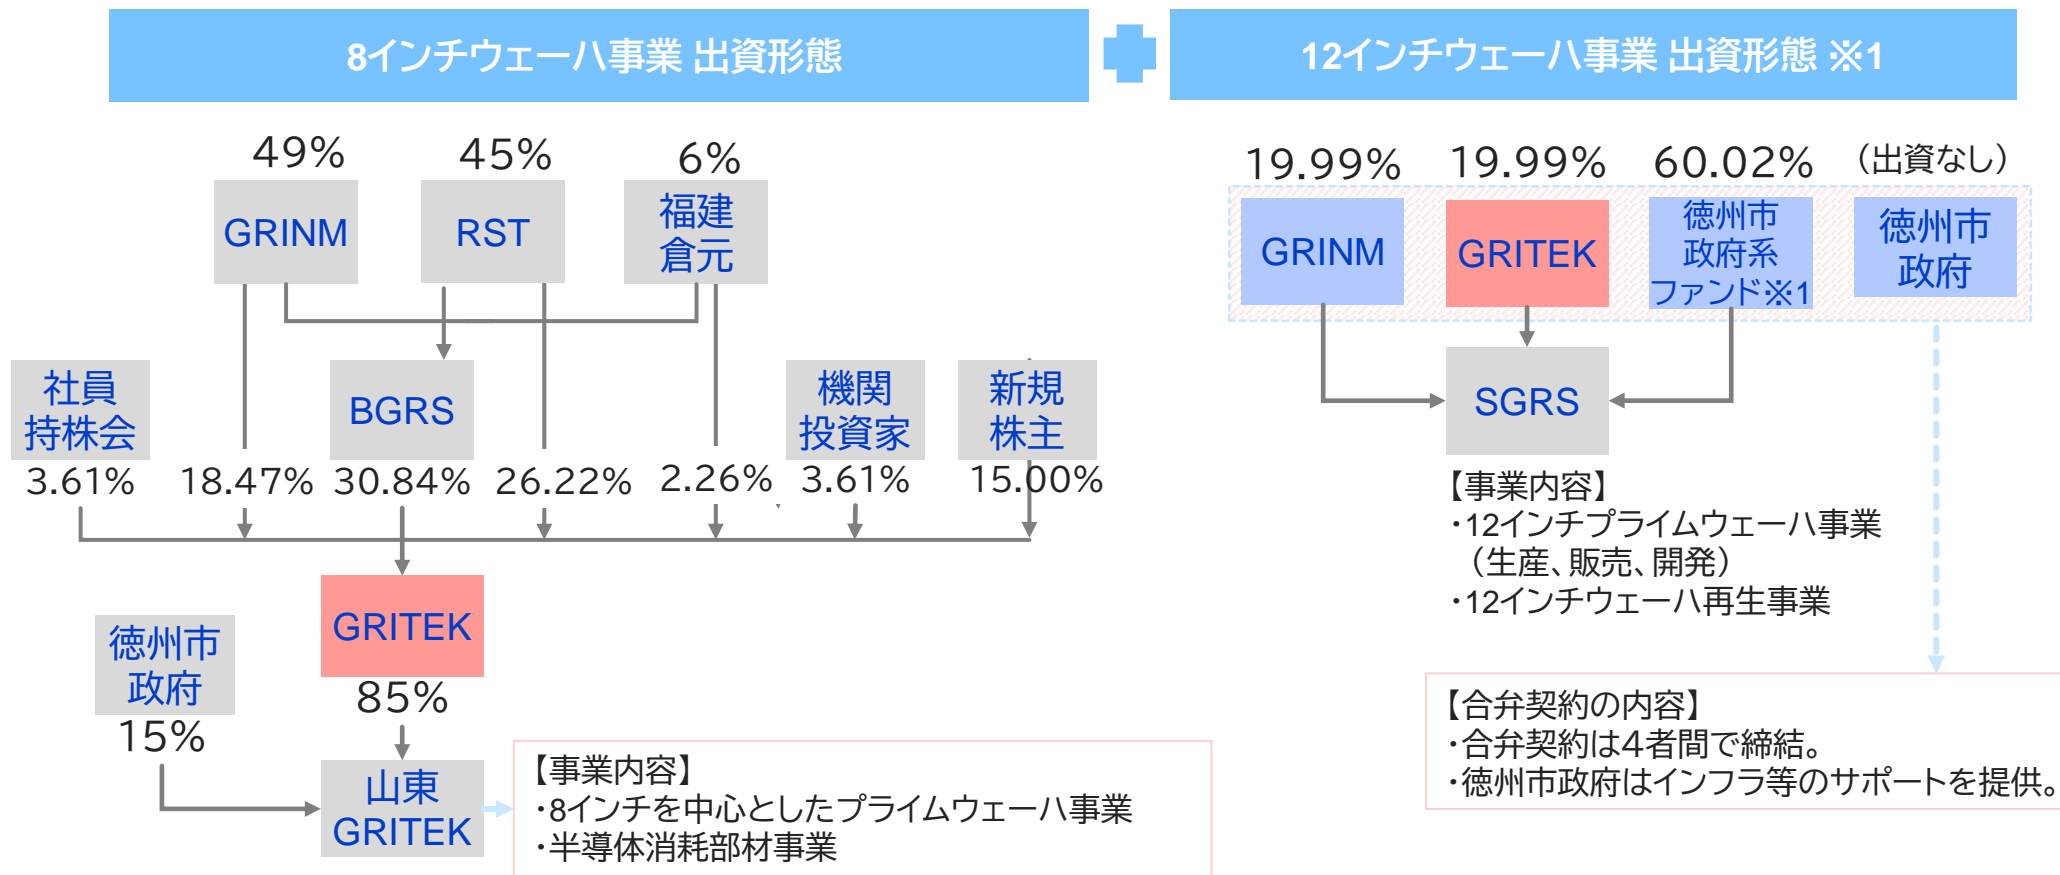 8インチウェーハ事業 出資形態
49%
45%
6%
GRINM
RST
福建
倉元
社員
持株会
BGRS
機関
投資家
新規
株主
3.61%
18.47%
30.84%
26.22%
2.26%
3.61%
15.00%
GRITEK
85%
徳州市
政府
15%
山東
GRITEK
【事業内容】
・8インチを中心としたプライムウェーハ事業
・半導体消耗部材事業
12インチウェーハ事業 出資形態 ※1
19.99%
19.99%
60.02%
（出資なし）
GRINM
GRITEK
徳州市
政府系
ファンド※1
徳州市
政府
SGRS
【事業内容】
・12インチプライムウェーハ事業
（生産、販売、開発）
・12インチウェーハ再生事業
【合弁契約の内容】
・合弁契約は4者間で締結。
・徳州市政府はインフラ等のサポートを提供。